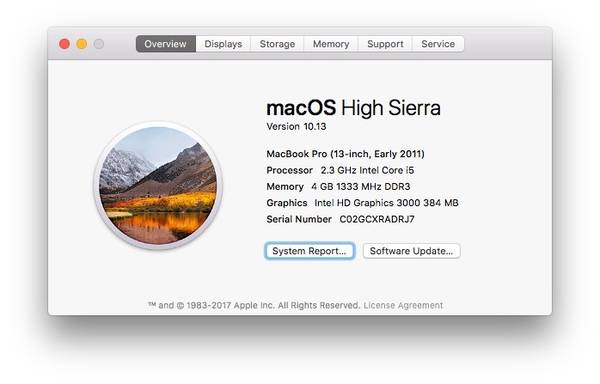 Overview Displays Storage Memory Support Service
macOS High Sierra
Version 10.13
MacBook Pro (13-inch, Early 2011)
Processor 2.3 GHz Intel Core i5
Memory 4 GB 1333 MHz DDR3
Graphics Intel HD Graphics 3000 384 MB
Serial Number C02GCXRADRJ7
System Report... Software Update...
™ and © 1983-2017 Apple Inc. All Rights Reserved. License Agreement